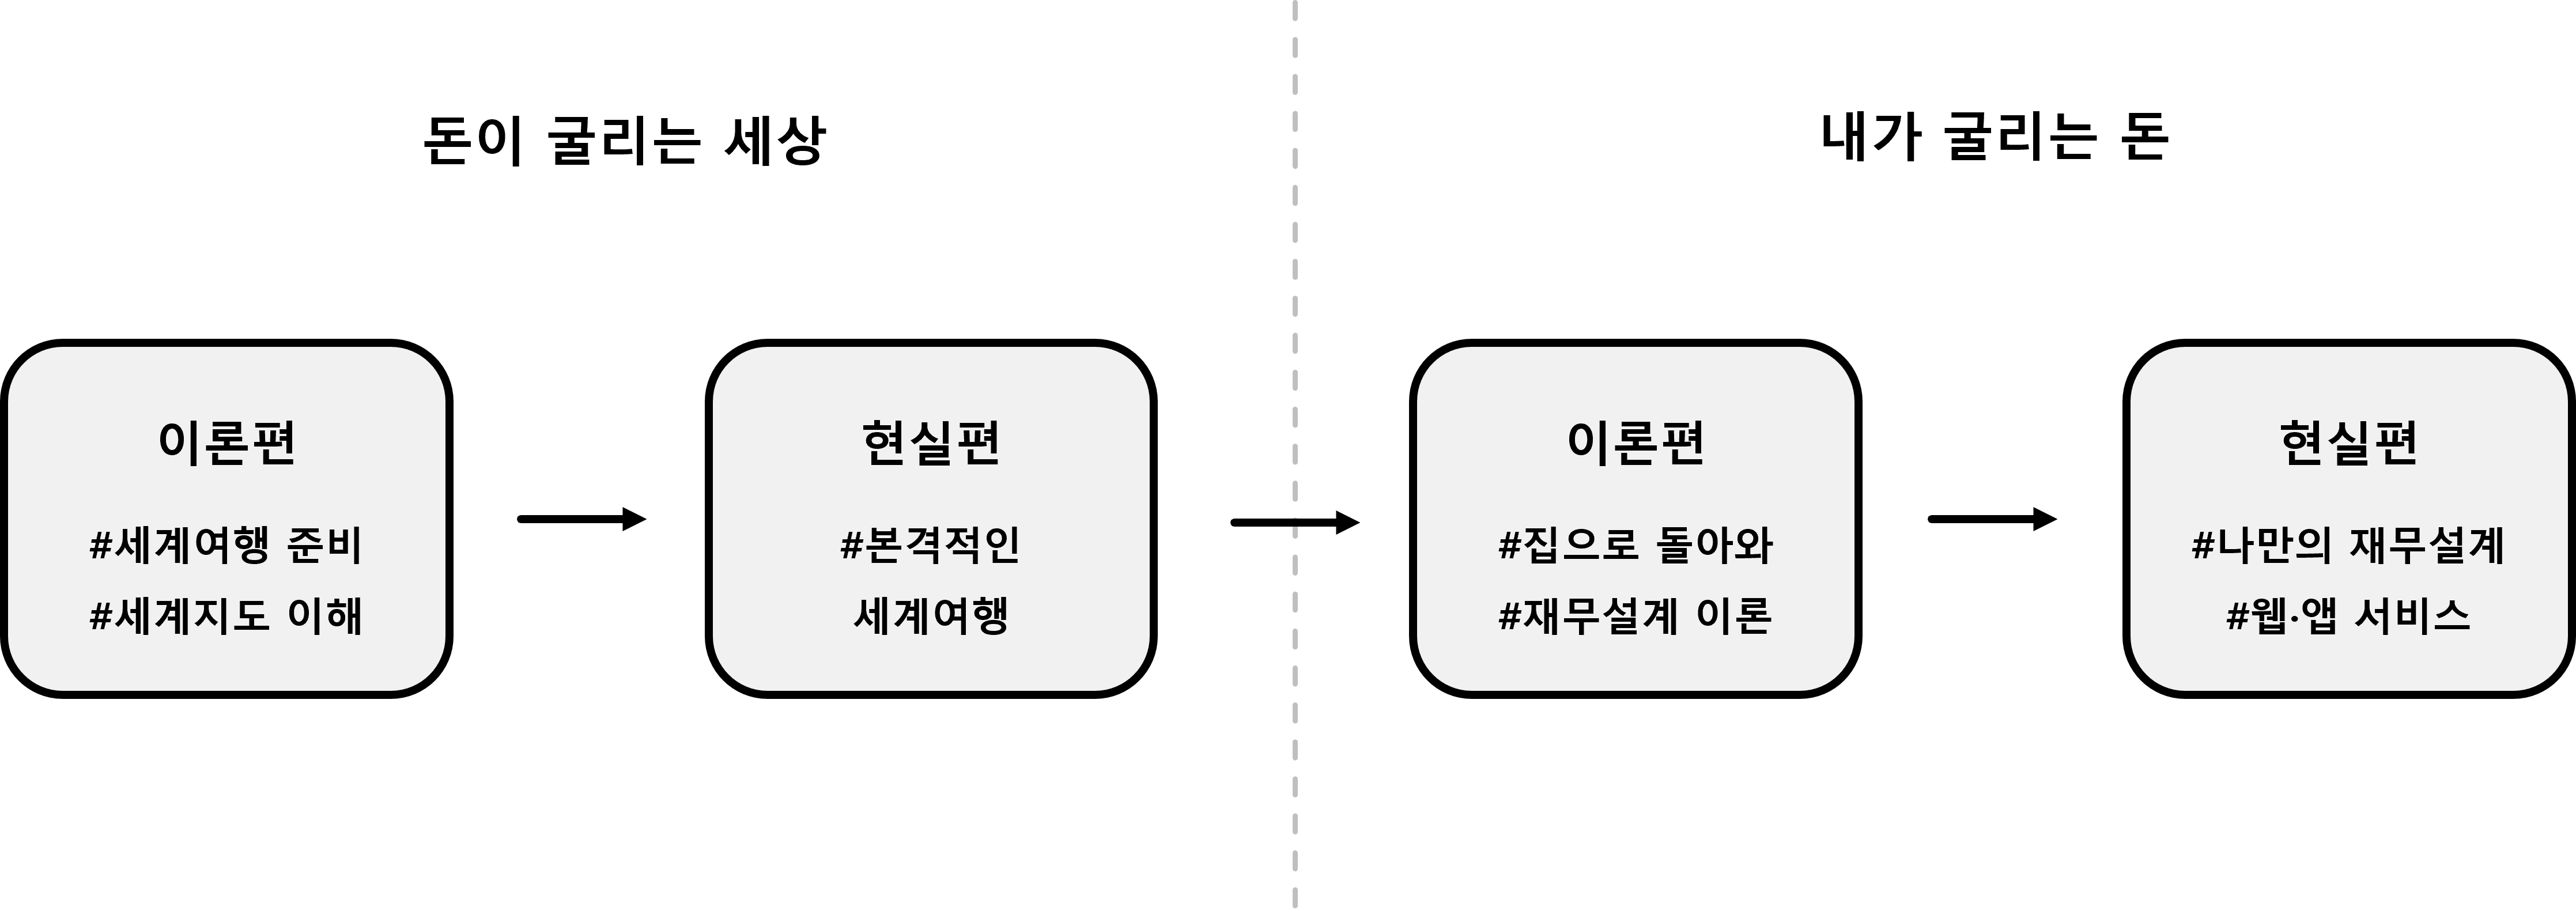 돈이 굴리는 세상
내가 굴리는 돈
이론편
#세계여행 준비
#세계지도 이해
현실편
#본격적인
세계여행
이론편
#집으로 돌아와
#재무설계 이론
현실편
#나만의 재무설계
#웹·앱 서비스